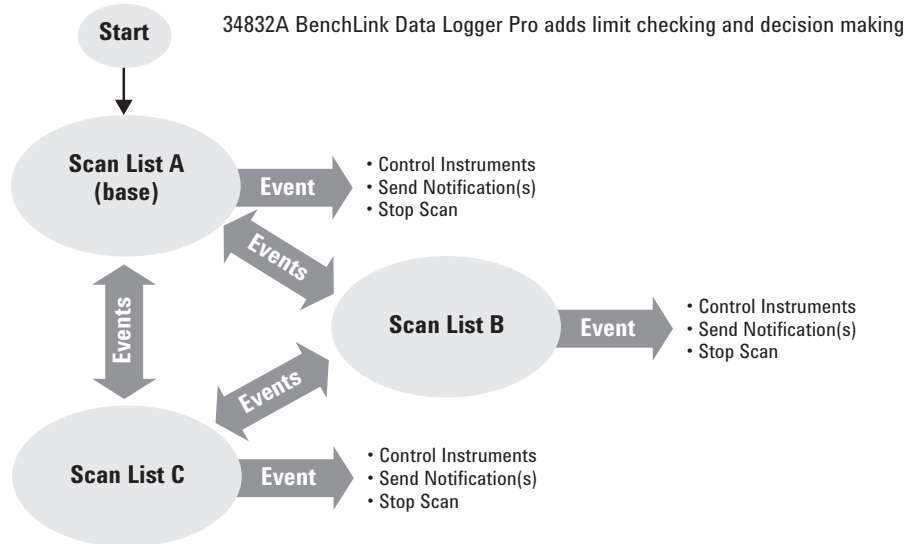 34832A BenchLink Data Logger Pro adds limit checking and decision making
Start
Scan List A
(base)
Event
• Control Instruments
• Send Notification(s)
• Stop Scan
Events
Events
Scan List B
Event
• Control Instruments
• Send Notification(s)
• Stop Scan
Events
Scan List C
Event
• Control Instruments
• Send Notification(s)
• Stop Scan